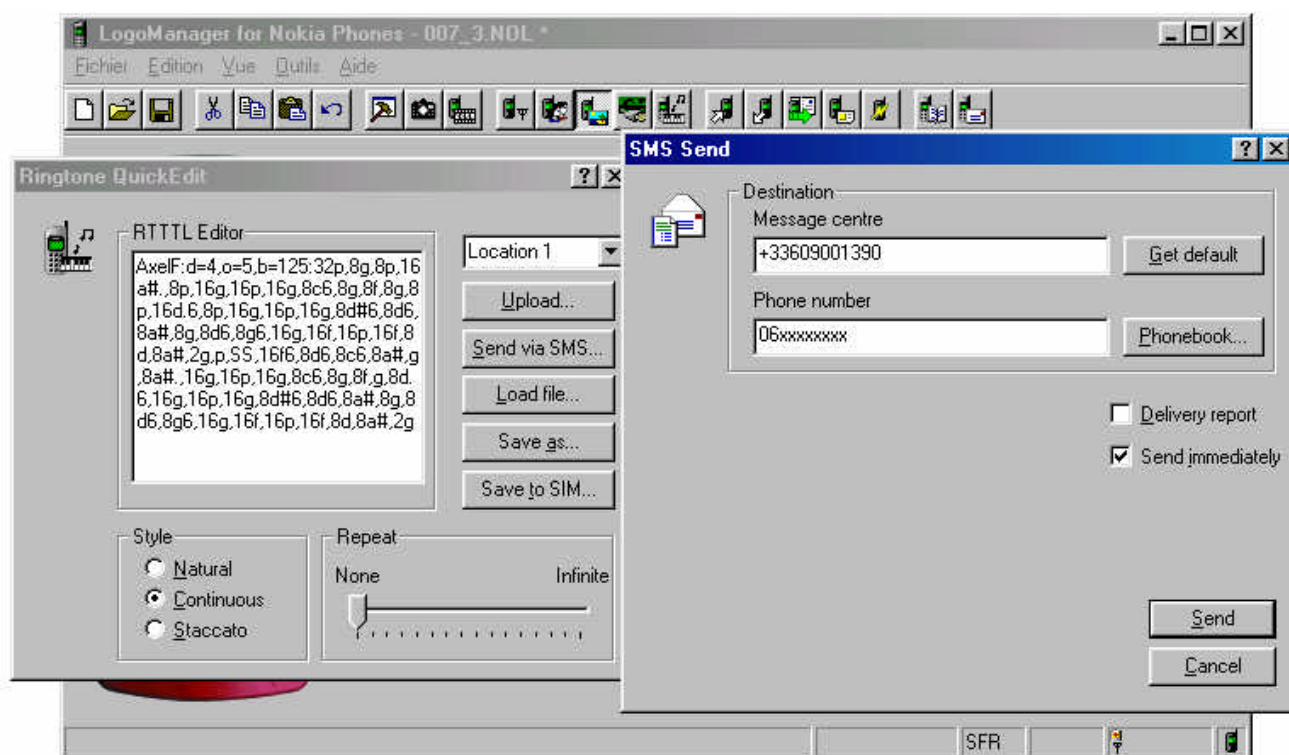 LogoManager for Nokia Phones - 007_3.NOL *
Fichier Edition Vue Outils Aide
Ringtone QuickEdit
RTTTL Editor
AxelF:d=4,o=5,b=125:32p,8g,8p,16
a#.,8p,16g,16p,16g,8c6,8g,8f,8g,8
p,16d.6,8p,16g,16p,16g,8d#6,8d6,
8a#,8g,8d6,8g6,16g,16f,16p,16f,8
d,8a#,2g,p,SS,16f6,8d6,8c6,8a#,g
,8a#.,16g,16p,16g,8c6,8g,8f,g,8d.
6,16g,16p,16g,8d#6,8d6,8a#,8g,8
d6,8g6,16g,16f,16p,16f,8d,8a#,2g
Location 1
Upload...
Send via SMS...
Load file...
Save as...
Save to SIM...
Style
Natural
Continuous
Staccato
Repeat
None Infinite
SMS Send
Destination
Message centre
+33609001390
Get default
Phone number
06xxxxxxxx
Phonebook...
Delivery report
Send immediately
Send
Cancel
SFR